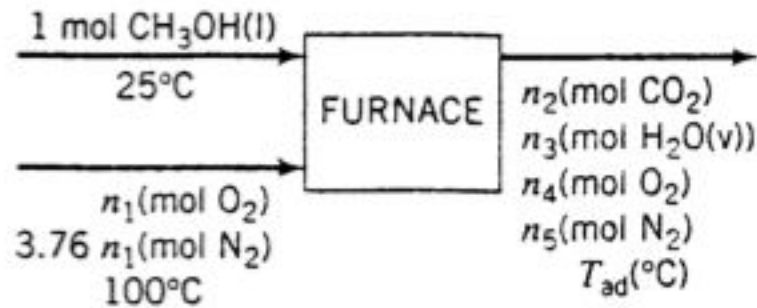 1 mol CH₃OH(l)
25°C
FURNACE
n₁(mol O₂)
3.76 n₁(mol N₂)
100°C
n₂(mol CO₂)
n₃(mol H₂O(v))
n₄(mol O₂)
n₅(mol N₂)
T_ad(°C)